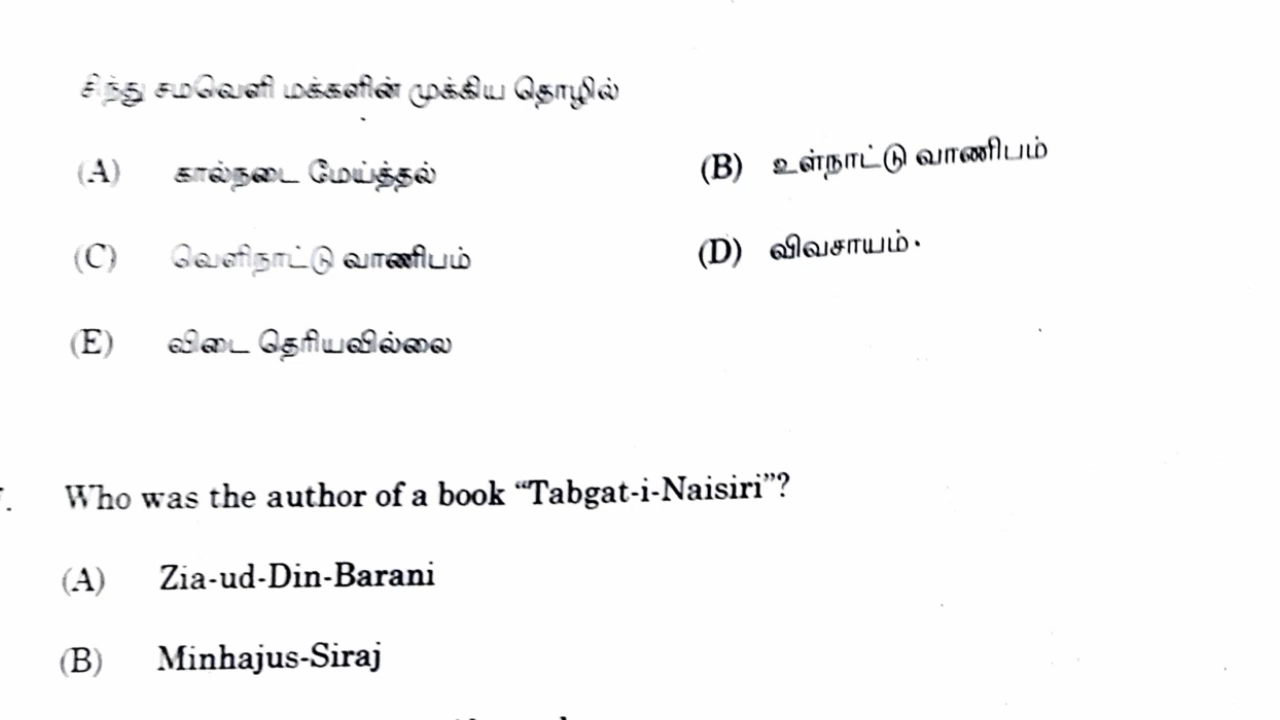 சிந்து சமவெளி மக்களின் முக்கிய தொழில்
(A) கால்நடை மேய்த்தல்
(B) உள்நாட்டு வாணிபம்
(C) வெளிநாட்டு வாணிபம்
(D) விவசாயம்
(E) விடை தெரியவில்லை
Who was the author of a book “Tabgat-i-Naisiri”?
(A) Zia-ud-Din-Barani
(B) Minhajus-Siraj